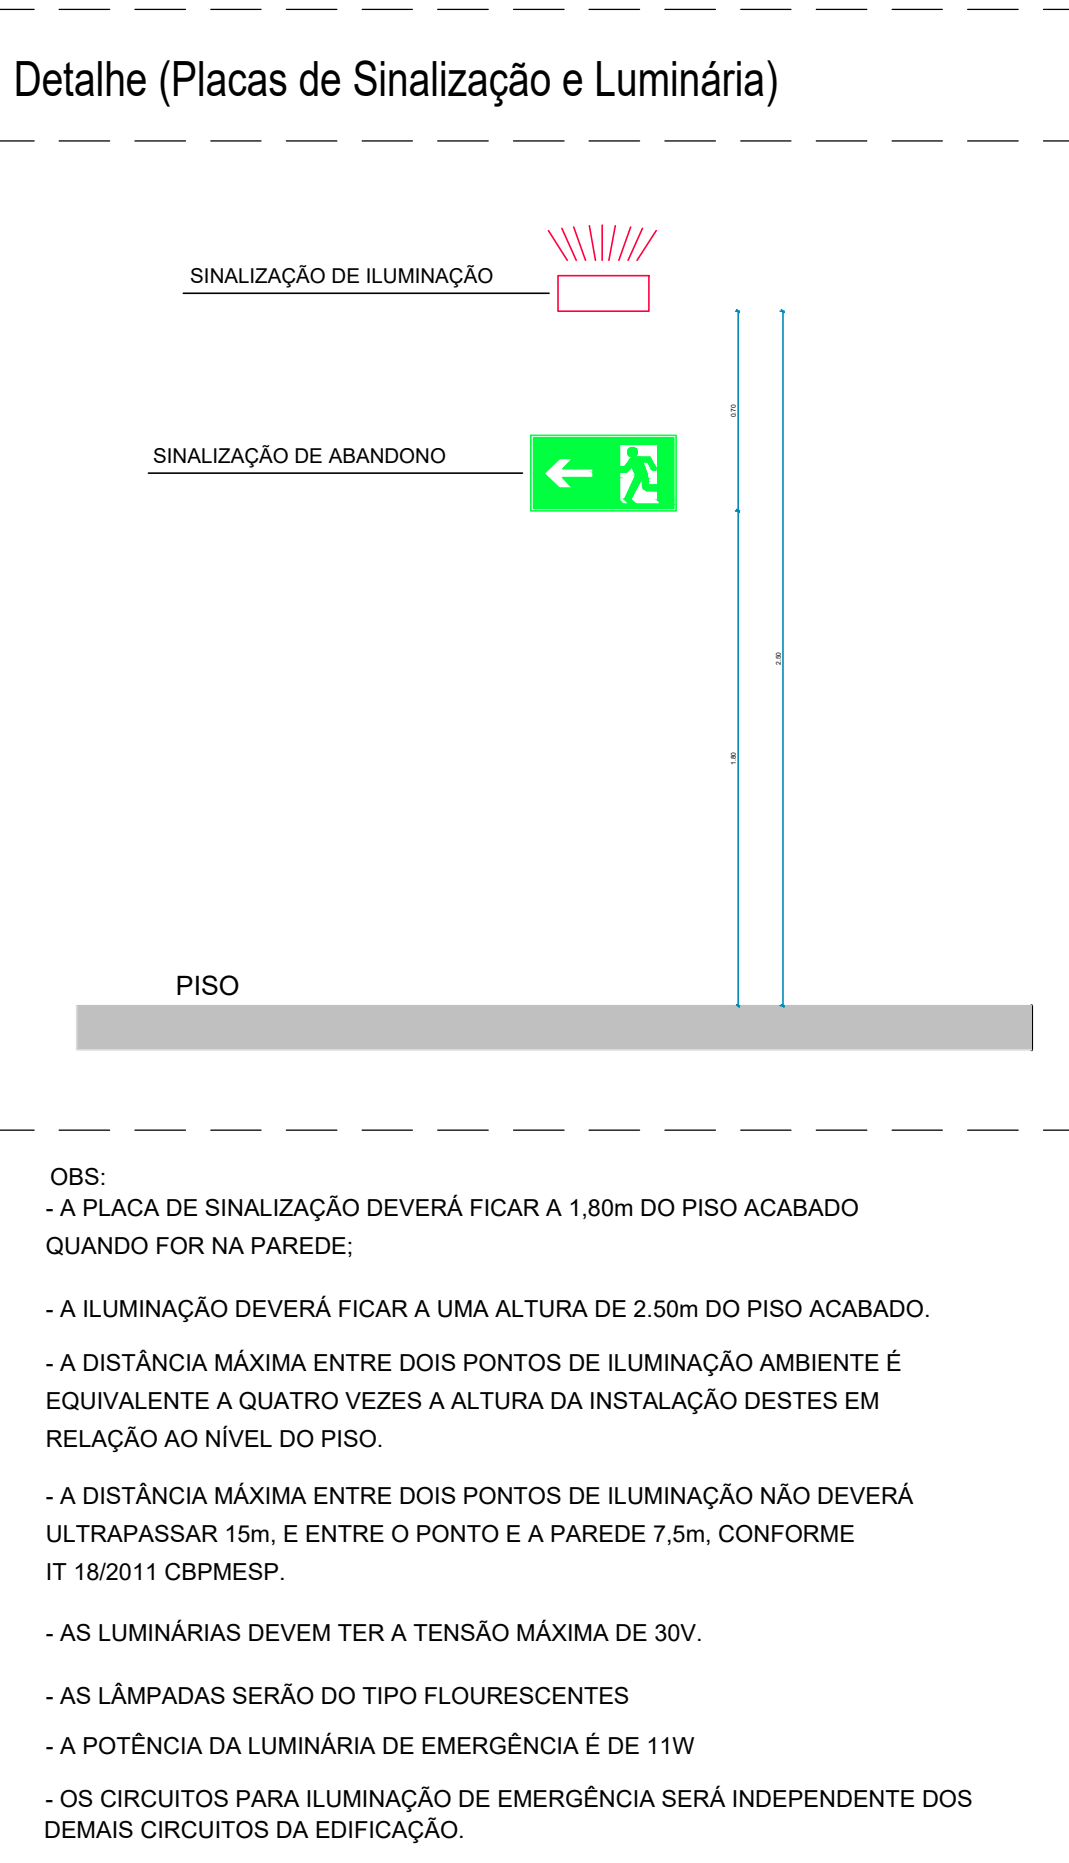 Detalhe (Placas de Sinalização e Luminária)
SINALIZAÇÃO DE ILUMINAÇÃO
0.70
SINALIZAÇÃO DE ABANDONO
2.50
1.80
PISO
OBS:
- A PLACA DE SINALIZAÇÃO DEVERÁ FICAR A 1,80m DO PISO ACABADO
QUANDO FOR NA PAREDE;
- A ILUMINAÇÃO DEVERÁ FICAR A UMA ALTURA DE 2.50m DO PISO ACABADO.
- A DISTÂNCIA MÁXIMA ENTRE DOIS PONTOS DE ILUMINAÇÃO AMBIENTE É
EQUIVALENTE A QUATRO VEZES A ALTURA DA INSTALAÇÃO DESTES EM
RELAÇÃO AO NÍVEL DO PISO.
- A DISTÂNCIA MÁXIMA ENTRE DOIS PONTOS DE ILUMINAÇÃO NÃO DEVERÁ
ULTRAPASSAR 15m, E ENTRE O PONTO E A PAREDE 7,5m, CONFORME
IT 18/2011 CBPMESP.
- AS LUMINÁRIAS DEVEM TER A TENSÃO MÁXIMA DE 30V.
- AS LÂMPADAS SERÃO DO TIPO FLOURESCENTES
- A POTÊNCIA DA LUMINÁRIA DE EMERGÊNCIA É DE 11W
- OS CIRCUITOS PARA ILUMINAÇÃO DE EMERGÊNCIA SERÁ INDEPENDENTE DOS
DEMAIS CIRCUITOS DA EDIFICAÇÃO.